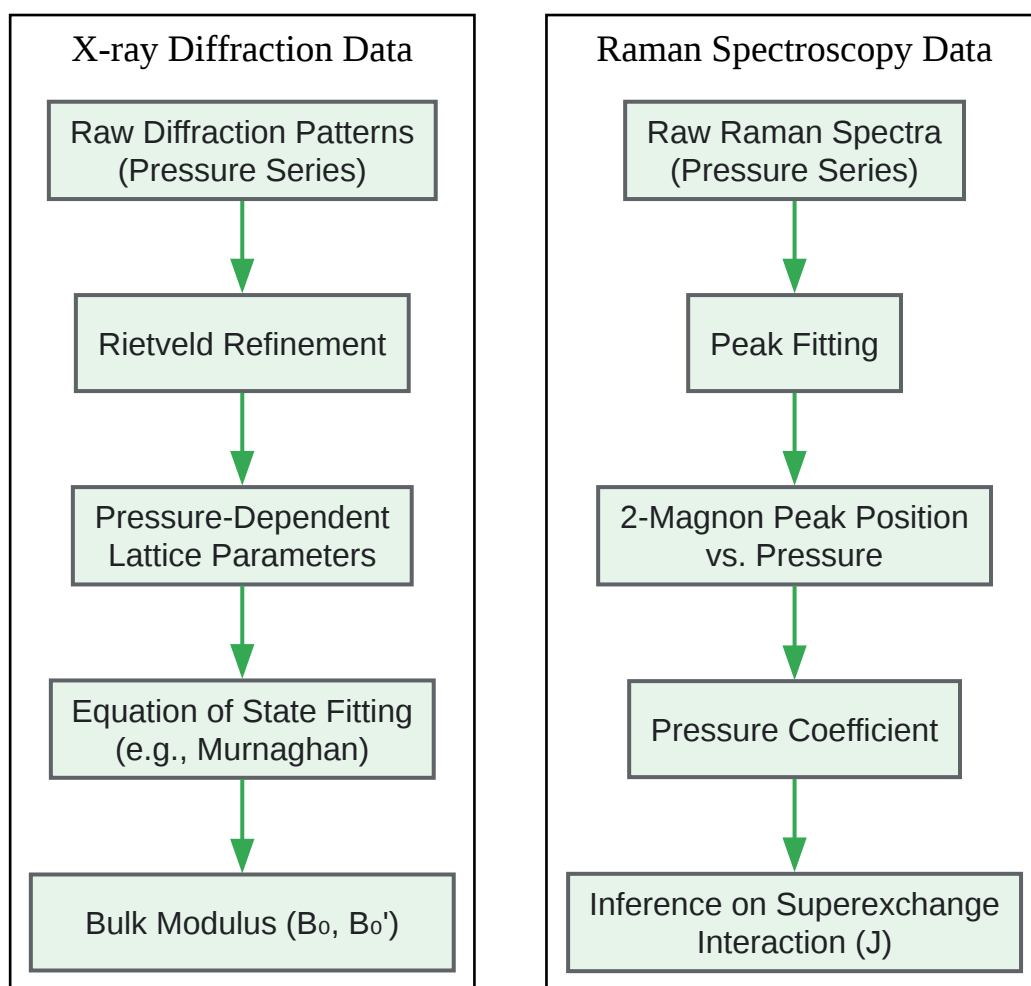 X-ray Diffraction Data
Raw Diffraction Patterns
(Pressure Series)
Rietveld Refinement
Pressure-Dependent
Lattice Parameters
Equation of State Fitting
(e.g., Murnaghan)
Bulk Modulus (B₀, B₀')
Raman Spectroscopy Data
Raw Raman Spectra
(Pressure Series)
Peak Fitting
2-Magnon Peak Position
vs. Pressure
Pressure Coefficient
Inference on Superexchange
Interaction (J)